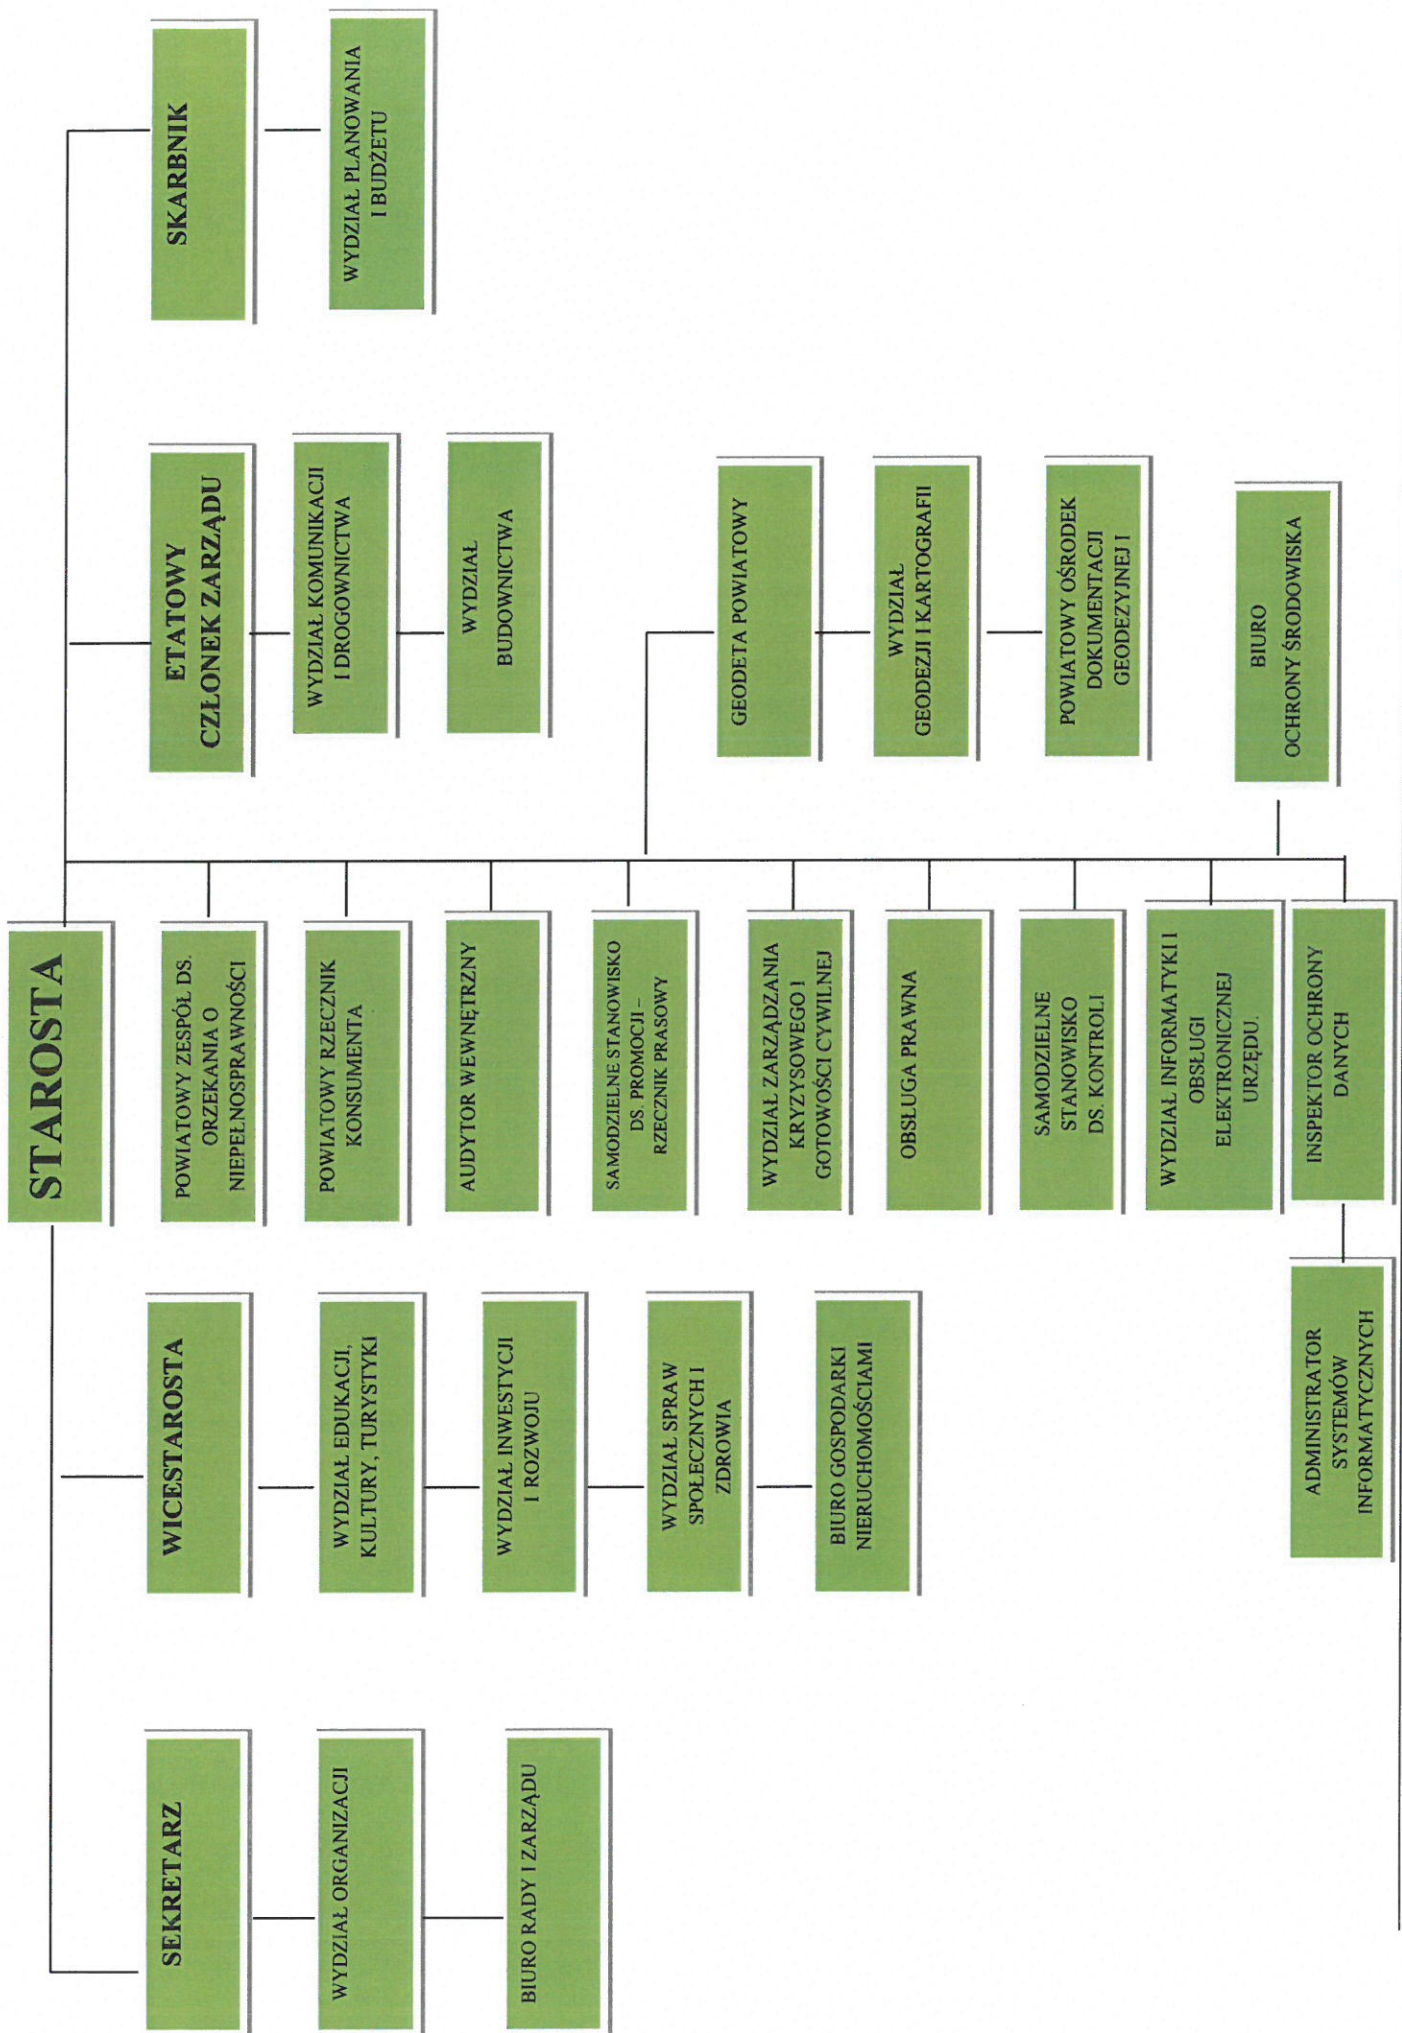 STAROSTA
SEKRETARZ
WYDZIAŁ ORGANIZACJI
BIURO RADY I ZARZĄDU
WICESTAROSTA
WYDZIAŁ EDUKACJI,
KULTURY, TURYSTYKI
WYDZIAŁ INWESTYCJI
I ROZWOJU
WYDZIAŁ SPRAW
SPOŁECZNYCH I
ZDROWIA
BIURO GOSPODARKI
NIERUCHOMOŚCIAMI
POWIATOWY ZESPÓŁ DS.
ORZEKANIA O
NIEPEŁNOSPRAWNOŚCI
POWIATOWY RZECZNIK
KONSUMENTA
AUDYTOR WEWNĘTRZNY
SAMODZIELNE STANOWISKO
DS. PROMOCJI –
RZECZNIK PRASOWY
WYDZIAŁ ZARZĄDZANIA
KRYZYSOWEGO I
GOTOWOŚCI CYWILNEJ
OBSŁUGA PRAWNA
SAMODZIELNE
STANOWISKO
DS. KONTROLI
WYDZIAŁ INFORMATYKI I
OBSŁUGI
ELEKTRONICZNEJ
URZĘDU.
INSPEKTOR OCHRONY
DANYCH
ADMINISTRATOR
SYSTEMÓW
INFORMATYCZNYCH
ETATOWY
CZŁONEK ZARZĄDU
WYDZIAŁ KOMUNIKACJI
I DROGOWNICTWA
WYDZIAŁ
BUDOWNICTWA
GEODETA POWIATOWY
WYDZIAŁ
GEODEZJI I KARTOGRAFII
POWIATOWY OŚRODEK
DOKUMENTACJI
GEODEZYJNEJ I
BIURO
OCHRONY ŚRODOWISKA
SKARBNIK
WYDZIAŁ PLANOWANIA
I BUDŻETU